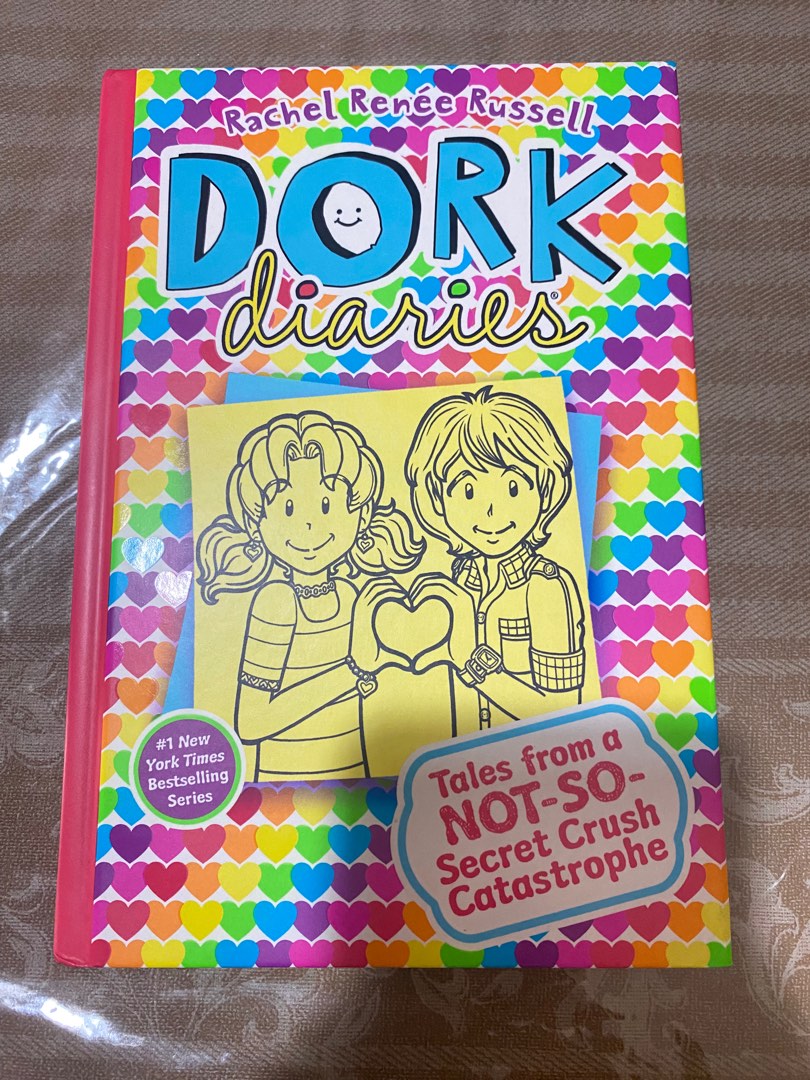 Rachel Renée Russell
DORK
diaries®
#1 New
York Times
Bestselling
Series
Tales from a
NOT-SO-
Secret Crush
Catastrophe